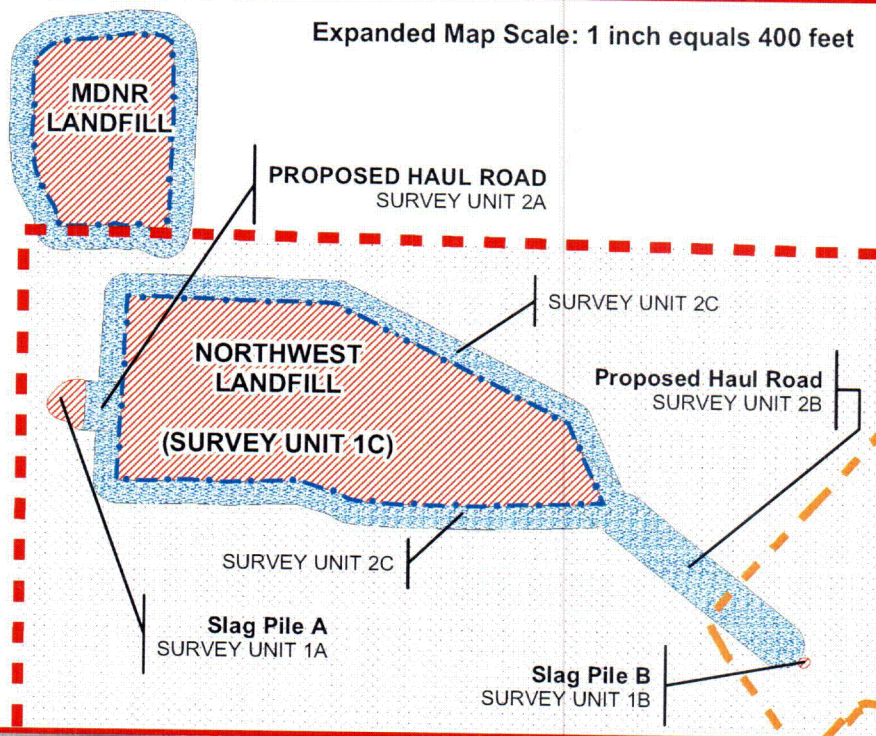 Expanded Map Scale: 1 inch equals 400 feet
MDNR
LANDFILL
PROPOSED HAUL ROAD
SURVEY UNIT 2A
SURVEY UNIT 2C
NORTHWEST
LANDFILL
(SURVEY UNIT 1C)
Proposed Haul Road
SURVEY UNIT 2B
SURVEY UNIT 2C
Slag Pile A
SURVEY UNIT 1A
Slag Pile B
SURVEY UNIT 1B